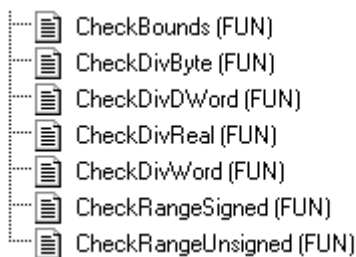 CheckBounds (FUN)
CheckDivByte (FUN)
CheckDivDWord (FUN)
CheckDivReal (FUN)
CheckDivWord (FUN)
CheckRangeSigned (FUN)
CheckRangeUnsigned (FUN)